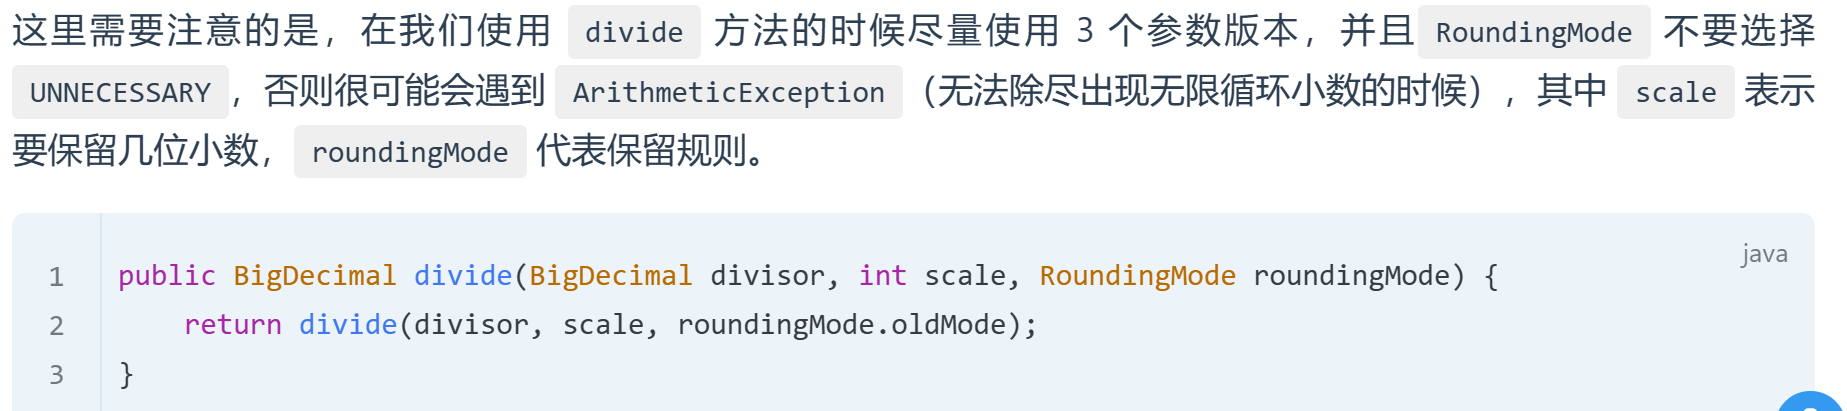 这里需要注意的是，在我们使用 divide 方法的时候尽量使用 3 个参数版本，并且 RoundingMode 不要选择
UNNECESSARY，否则很可能会遇到 ArithmeticException（无法除尽出现无限循环小数的时候），其中 scale 表示
要保留几位小数，roundingMode 代表保留规则。
java
1 public BigDecimal divide(BigDecimal divisor, int scale, RoundingMode roundingMode) {
2     return divide(divisor, scale, roundingMode.oldMode);
3 }